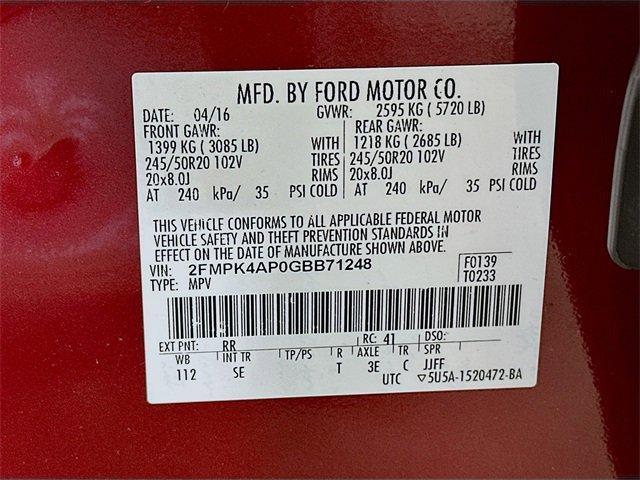 MFD. BY FORD MOTOR CO.
DATE: 04/16 GVWR: 2595 KG ( 5720 LB)
FRONT GAWR: REAR GAWR:
1399 KG ( 3085 LB) WITH 1218 KG ( 2685 LB) WITH
245/50R20 102V TIRES 245/50R20 102V TIRES
20x8.0J RIMS 20x8.0J RIMS
AT 240 kPa/ 35 PSI COLD AT 240 kPa/ 35 PSI COLD
THIS VEHICLE CONFORMS TO ALL APPLICABLE FEDERAL MOTOR
VEHICLE SAFETY AND THEFT PREVENTION STANDARDS IN
EFFECT ON THE DATE OF MANUFACTURE SHOWN ABOVE.
VIN: 2FMPK4AP0GBB71248 F0139
TYPE: MPV T0233
EXT PNT: RR RC: 41 DSO:
WB INT TR TP/PS R AXLE TR SPR
112 SE T 3E C JJFF
UTC ▽5U5A-1520472-BA